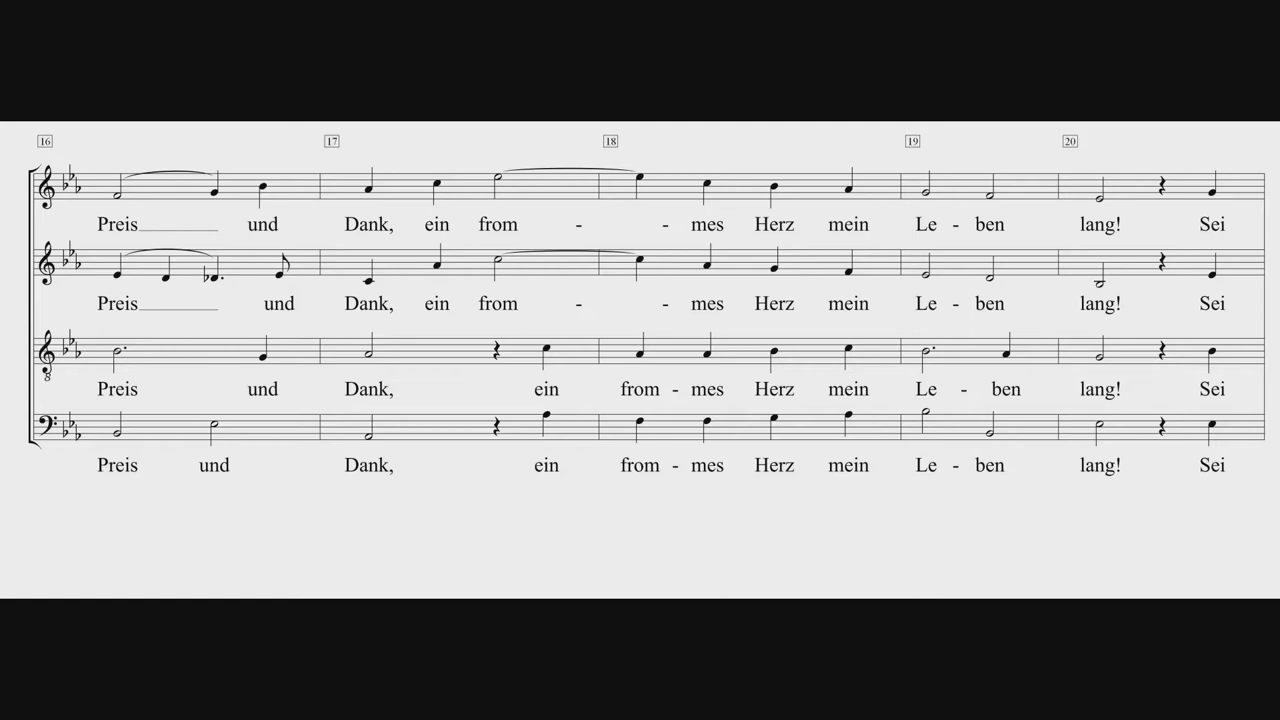 16 17 18 19 20
Preis und Dank, ein from - - mes Herz mein Le - ben lang! Sei
Preis und Dank, ein from - - mes Herz mein Le - ben lang! Sei
8
Preis und Dank, ein from - mes Herz mein Le - ben lang! Sei
Preis und Dank, ein from - mes Herz mein Le - ben lang! Sei